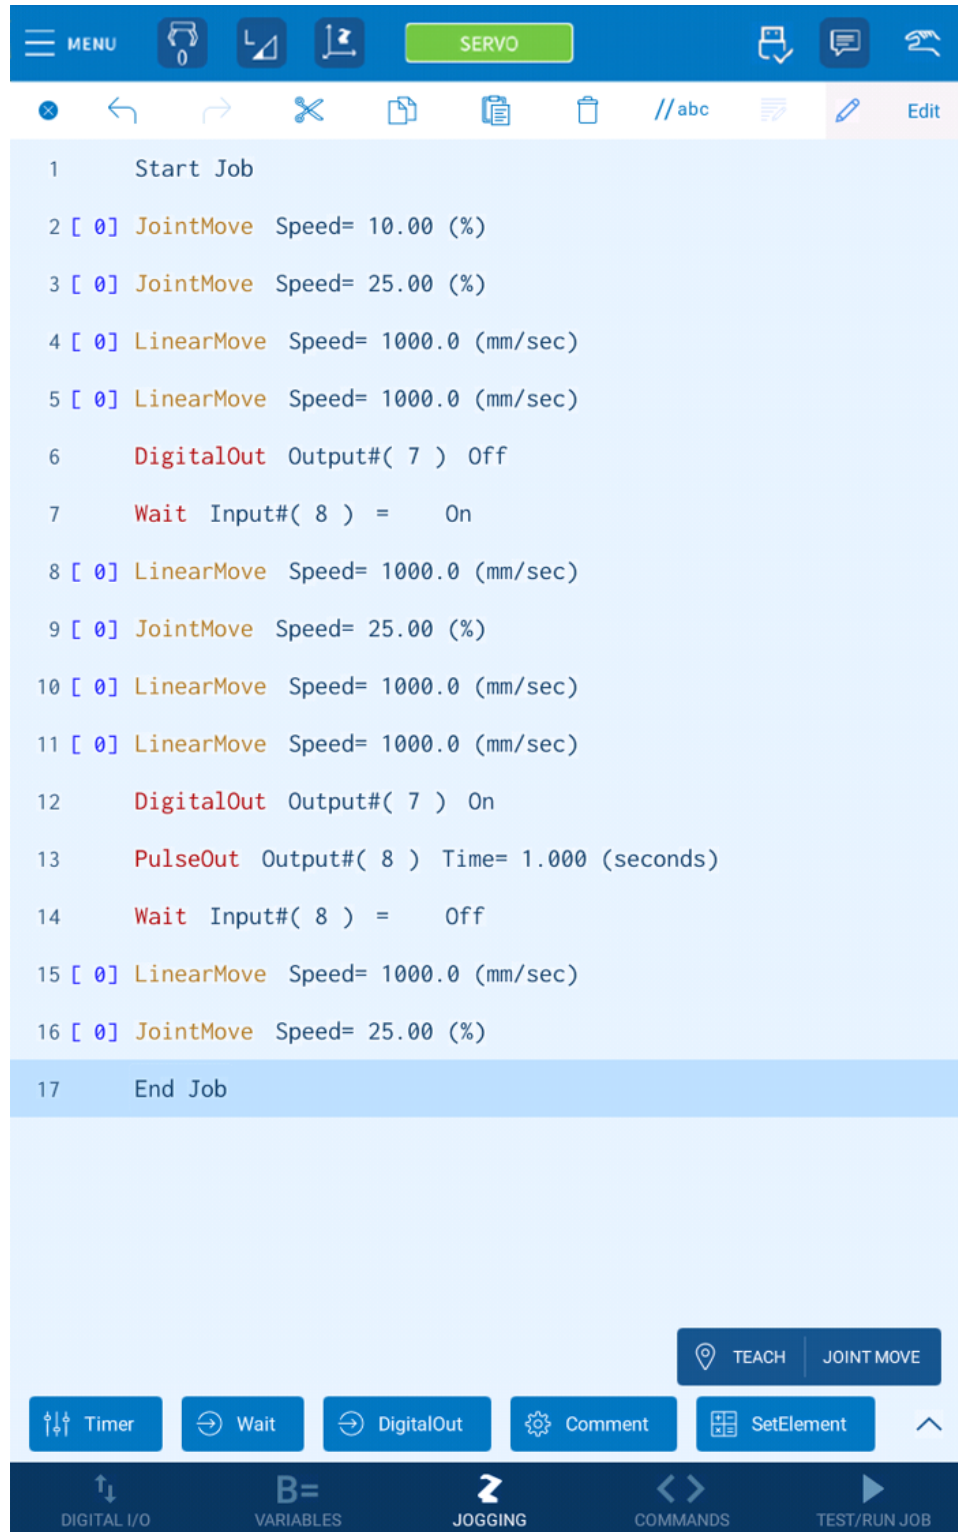 MENU 0 L SERVO
//abc Edit
1 Start Job
2 [ 0] JointMove Speed= 10.00 (%)
3 [ 0] JointMove Speed= 25.00 (%)
4 [ 0] LinearMove Speed= 1000.0 (mm/sec)
5 [ 0] LinearMove Speed= 1000.0 (mm/sec)
6 DigitalOut Output#( 7 ) Off
7 Wait Input#( 8 ) = On
8 [ 0] LinearMove Speed= 1000.0 (mm/sec)
9 [ 0] JointMove Speed= 25.00 (%)
10 [ 0] LinearMove Speed= 1000.0 (mm/sec)
11 [ 0] LinearMove Speed= 1000.0 (mm/sec)
12 DigitalOut Output#( 7 ) On
13 PulseOut Output#( 8 ) Time= 1.000 (seconds)
14 Wait Input#( 8 ) = Off
15 [ 0] LinearMove Speed= 1000.0 (mm/sec)
16 [ 0] JointMove Speed= 25.00 (%)
17 End Job
TEACH JOINT MOVE
Timer Wait DigitalOut Comment SetElement
B=
DIGITAL I/O VARIABLES JOGGING COMMANDS TEST/RUN JOB